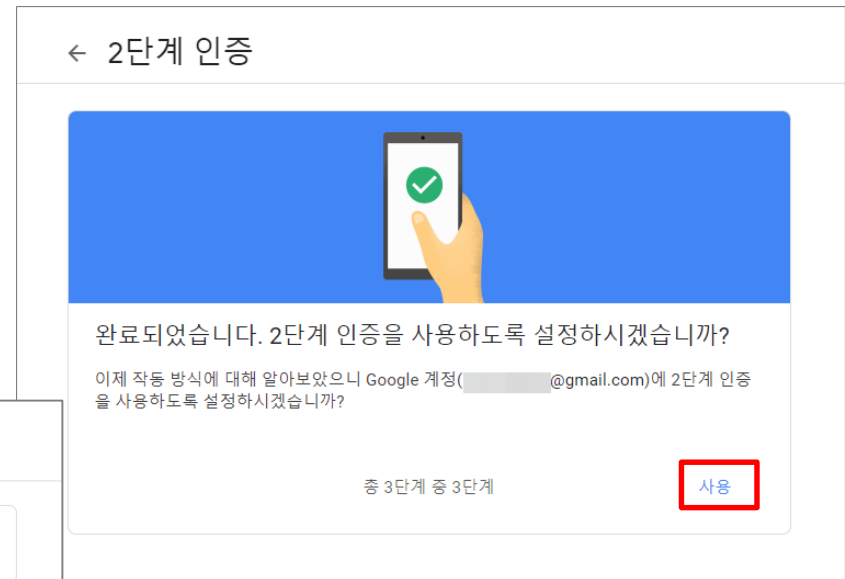 ← 2단계 인증
완료되었습니다. 2단계 인증을 사용하도록 설정하시겠습니까?
이제 작동 방식에 대해 알아보았으니 Google 계정( @gmail.com)에 2단계 인증
을 사용하도록 설정하시겠습니까?
총 3단계 중 3단계
사용